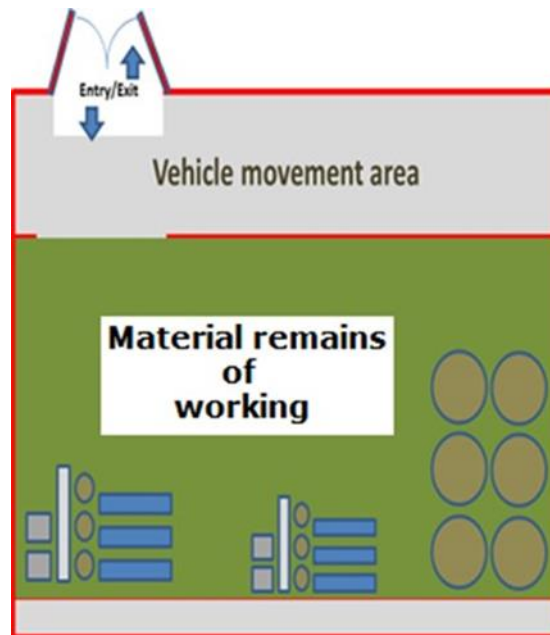 Entry/Exit
Vehicle movement area
Material remains
of
working